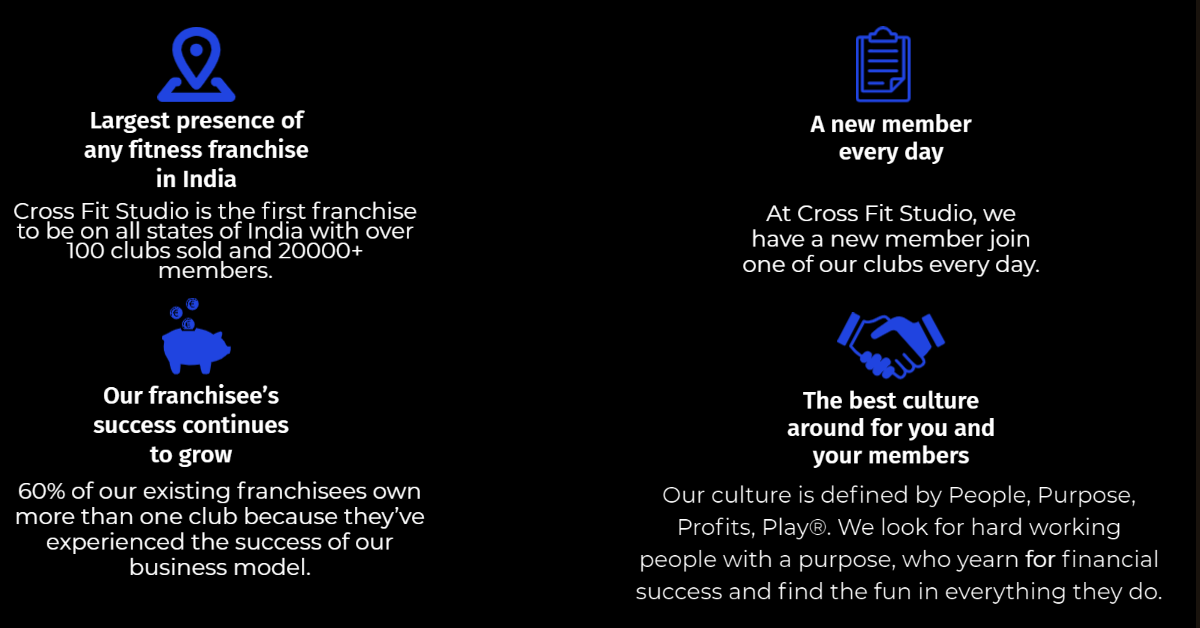 Largest presence of
any fitness franchise
in India
Cross Fit Studio is the first franchise
to be on all states of India with over
100 clubs sold and 20000+
members.
A new member
every day
At Cross Fit Studio, we
have a new member join
one of our clubs every day.
Our franchisee’s
success continues
to grow
60% of our existing franchisees own
more than one club because they’ve
experienced the success of our
business model.
The best culture
around for you and
your members
Our culture is defined by People, Purpose,
Profits, Play®. We look for hard working
people with a purpose, who yearn for financial
success and find the fun in everything they do.